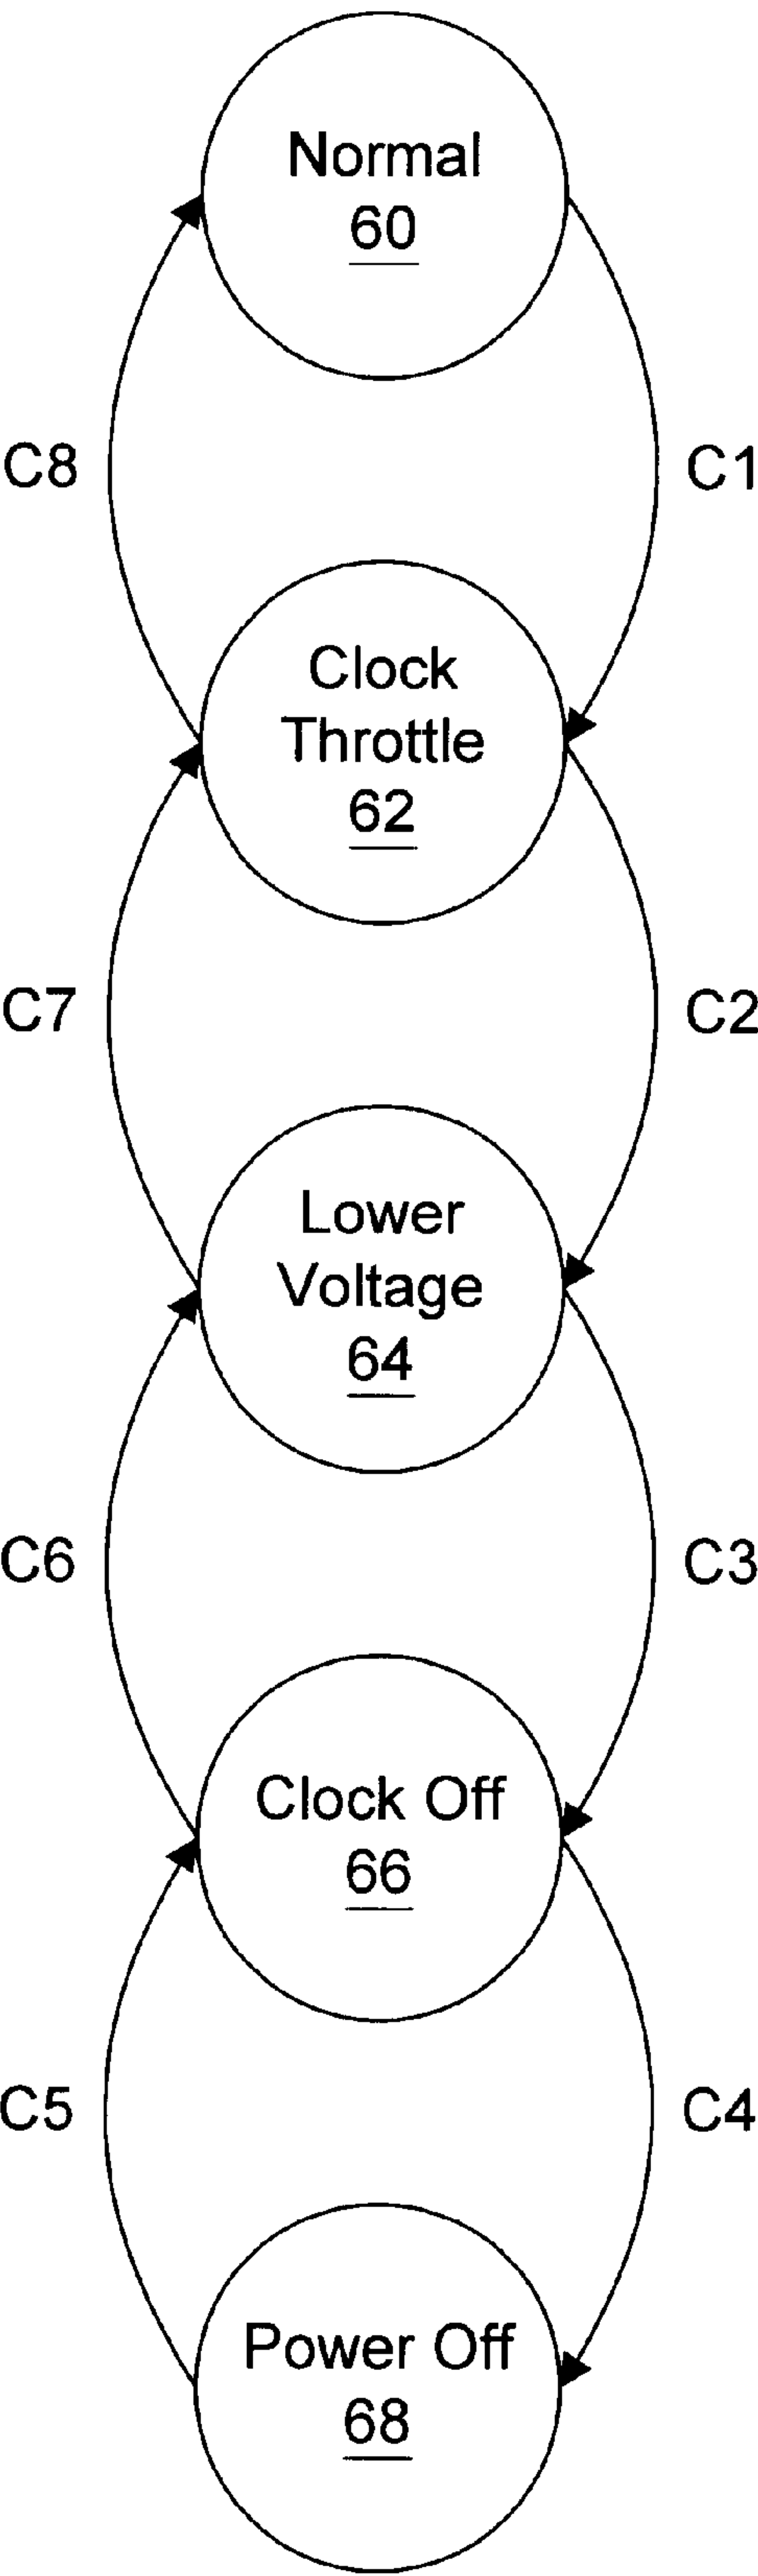 Normal
60
C8
C1
Clock
Throttle
62
C7
C2
Lower
Voltage
64
C6
C3
Clock Off
66
C5
C4
Power Off
68